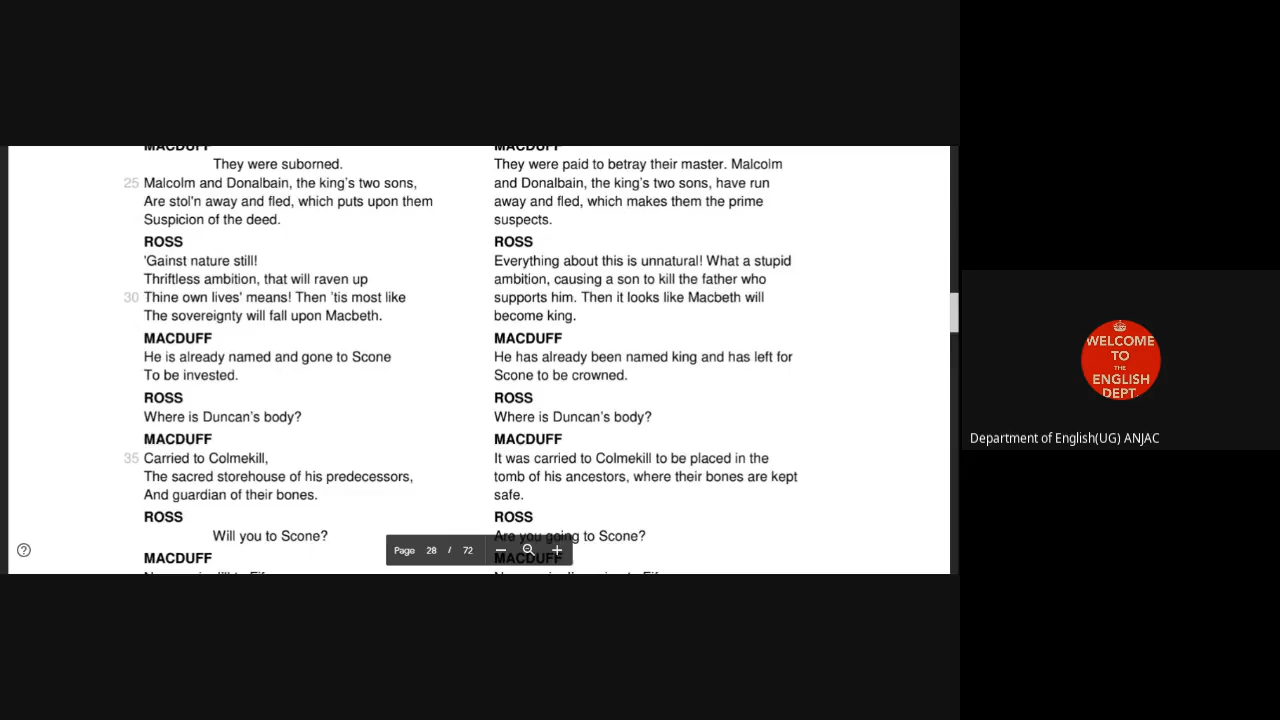 MACDUFF
They were suborned.
25 Malcolm and Donalbain, the king's two sons,
Are stol'n away and fled, which puts upon them
Suspicion of the deed.
ROSS
'Gainst nature still!
Thriftless ambition, that will raven up
30 Thine own lives' means! Then 'tis most like
The sovereignty will fall upon Macbeth.
MACDUFF
He is already named and gone to Scone
To be invested.
ROSS
Where is Duncan's body?
MACDUFF
35 Carried to Colmekill,
The sacred storehouse of his predecessors,
And guardian of their bones.
ROSS
Will you to Scone?
MACDUFF
MACDUFF
They were paid to betray their master. Malcolm
and Donalbain, the king's two sons, have run
away and fled, which makes them the prime
suspects.
ROSS
Everything about this is unnatural! What a stupid
ambition, causing a son to kill the father who
supports him. Then it looks like Macbeth will
become king.
MACDUFF
He has already been named king and has left for
Scone to be crowned.
ROSS
Where is Duncan's body?
MACDUFF
It was carried to Colmekill to be placed in the
tomb of his ancestors, where their bones are kept
safe.
ROSS
Are you going to Scone?
MACDUFF
Page 28 / 72
WELCOME
TO
THE
ENGLISH
DEPT.
Department of English(UG) ANJAC